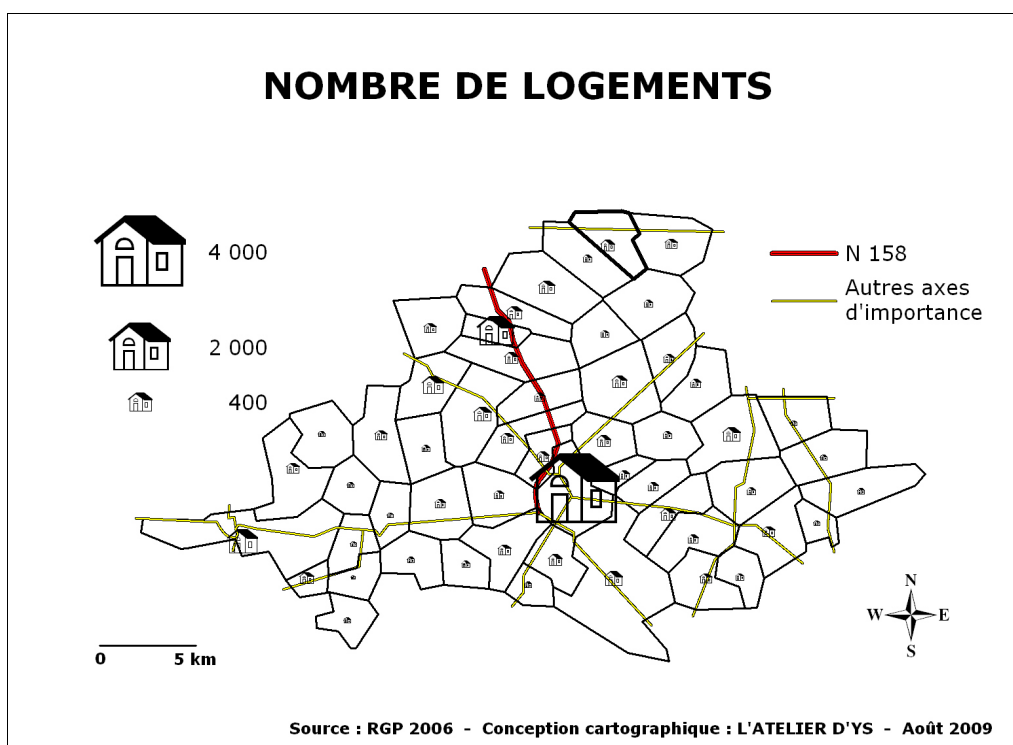 NOMBRE DE LOGEMENTS
4 000
2 000
400
N 158
Autres axes
d'importance
N
W E
S
0 5 km
Source : RGP 2006 - Conception cartographique : L'ATELIER D'YS - Août 2009